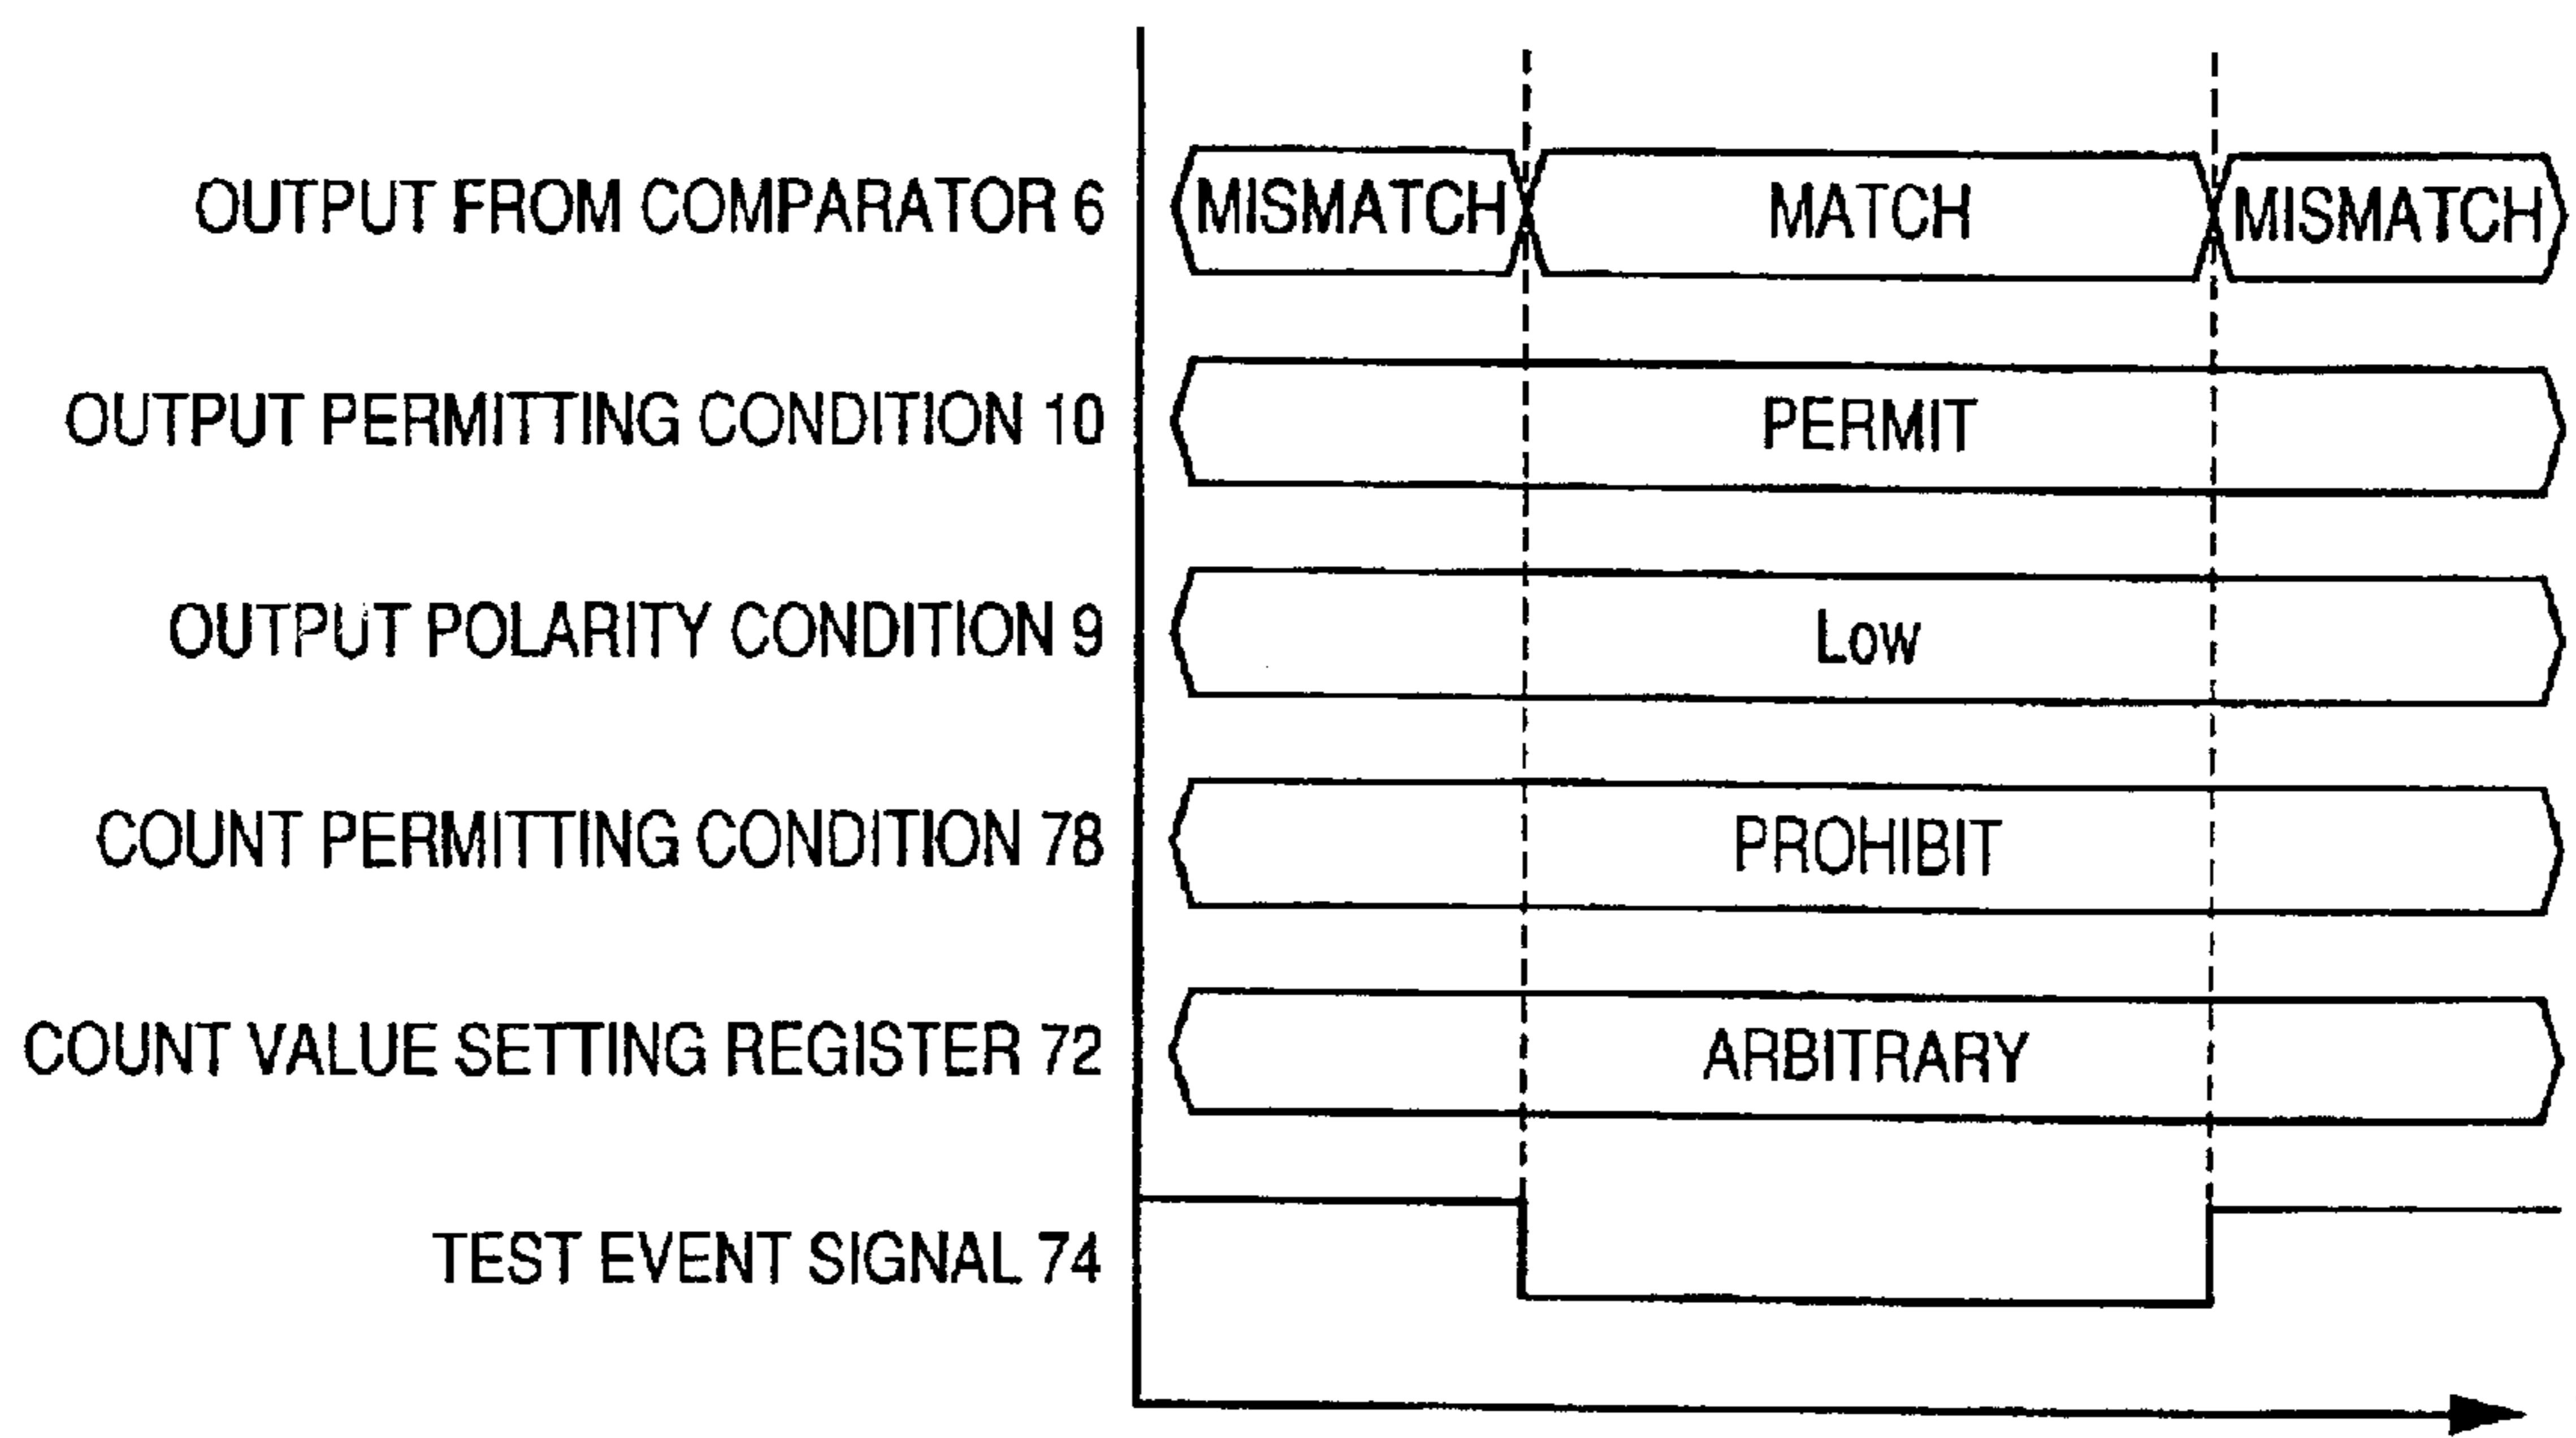 OUTPUT FROM COMPARATOR 6 MISMATCH MATCH MISMATCH
OUTPUT PERMITTING CONDITION 10 PERMIT
OUTPUT POLARITY CONDITION 9 Low
COUNT PERMITTING CONDITION 78 PROHIBIT
COUNT VALUE SETTING REGISTER 72 ARBITRARY
TEST EVENT SIGNAL 74